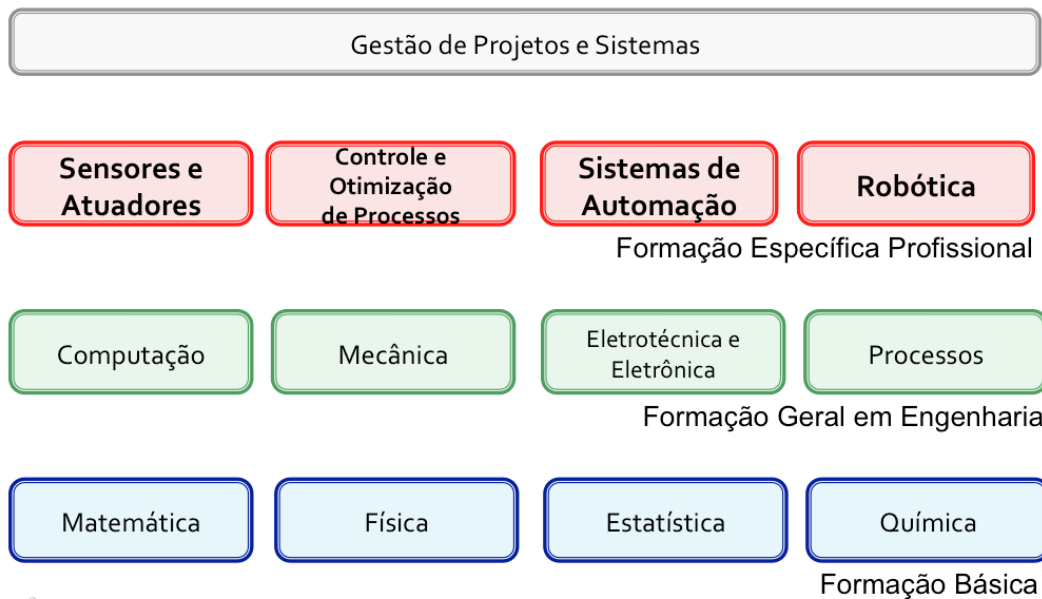 Gestão de Projetos e Sistemas
Sensores e
Atuadores
Controle e
Otimização
de Processos
Sistemas de
Automação
Robótica
Formação Específica Profissional
Computação
Mecânica
Eletrotécnica e
Eletrônica
Processos
Formação Geral em Engenharia
Matemática
Física
Estatística
Química
Formação Básica